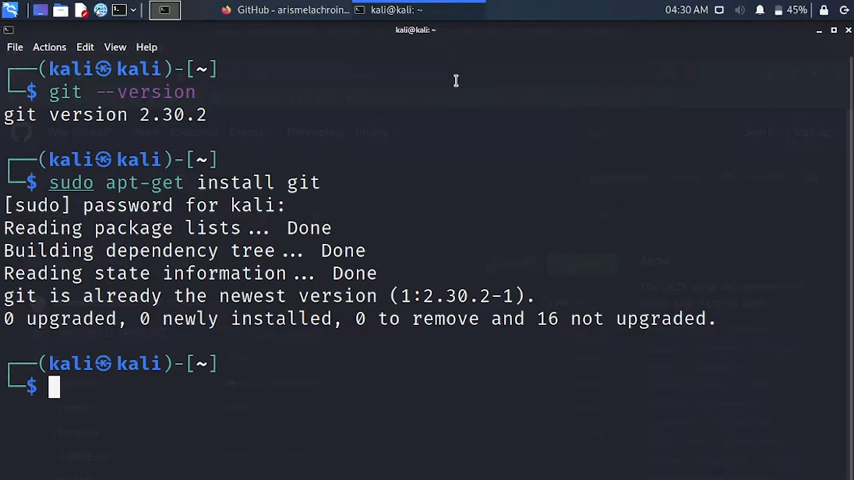 GitHub - arismelachroin...
kali@kali: ~
04:30 AM
45%
kali@kali: ~
File Actions Edit View Help
┌──(kali㉿kali)-[~]
└─$ git --version
git version 2.30.2
┌──(kali㉿kali)-[~]
└─$ sudo apt-get install git
[sudo] password for kali:
Reading package lists... Done
Building dependency tree... Done
Reading state information... Done
git is already the newest version (1:2.30.2-1).
0 upgraded, 0 newly installed, 0 to remove and 16 not upgraded.
┌──(kali㉿kali)-[~]
└─$